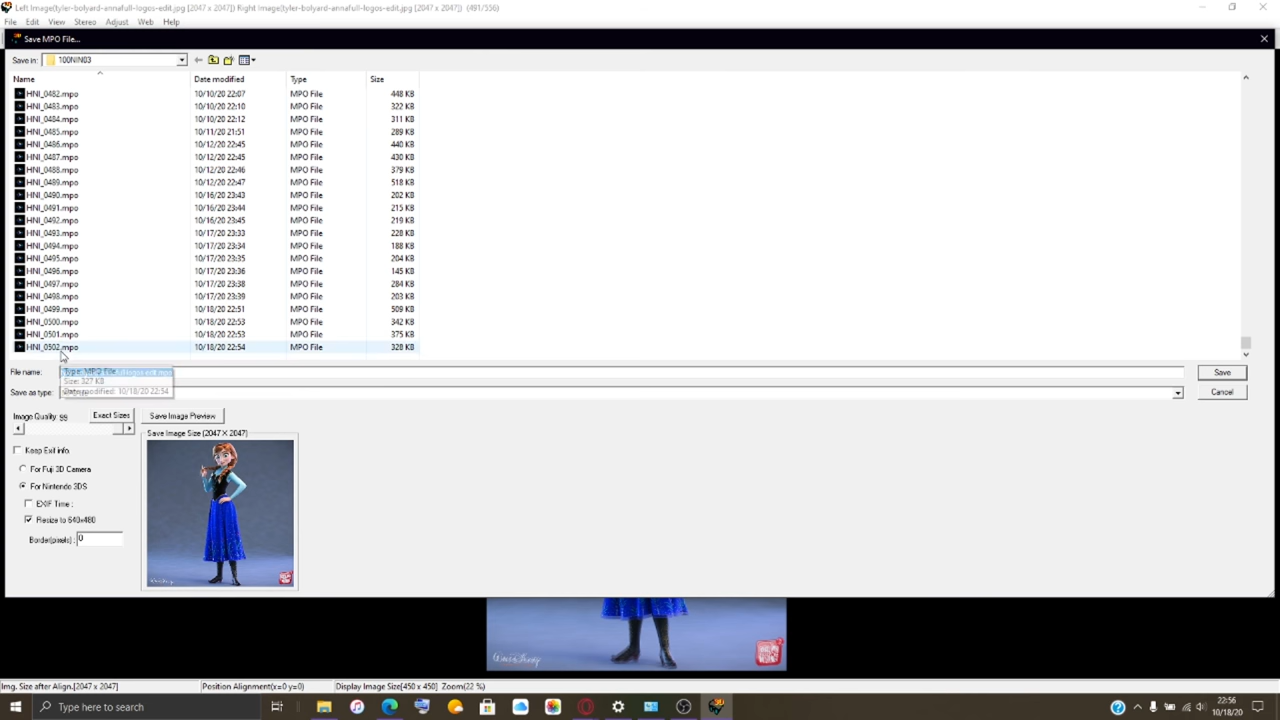 Left Image(tyler-bolyard-annafull-logos-edit.jpg [2047 x 2047]) Right Image(tyler-bolyard-annafull-logos-edit.jpg [2047 x 2047]) (491/556)
File Edit View Stereo Adjust Web Help
Save MPO File...
Save in: 100NIN03
Name Date modified Type Size
HNI_0482.mpo 10/10/20 22:07 MPO File 448 KB
HNI_0483.mpo 10/10/20 22:10 MPO File 322 KB
HNI_0484.mpo 10/10/20 22:12 MPO File 311 KB
HNI_0485.mpo 10/11/20 21:51 MPO File 289 KB
HNI_0486.mpo 10/12/20 22:45 MPO File 440 KB
HNI_0487.mpo 10/12/20 22:45 MPO File 430 KB
HNI_0488.mpo 10/12/20 22:46 MPO File 379 KB
HNI_0489.mpo 10/12/20 22:47 MPO File 518 KB
HNI_0490.mpo 10/16/20 23:43 MPO File 202 KB
HNI_0491.mpo 10/16/20 23:44 MPO File 215 KB
HNI_0492.mpo 10/16/20 23:45 MPO File 219 KB
HNI_0493.mpo 10/17/20 23:33 MPO File 228 KB
HNI_0494.mpo 10/17/20 23:34 MPO File 188 KB
HNI_0495.mpo 10/17/20 23:35 MPO File 204 KB
HNI_0496.mpo 10/17/20 23:36 MPO File 145 KB
HNI_0497.mpo 10/17/20 23:38 MPO File 284 KB
HNI_0498.mpo 10/17/20 23:39 MPO File 203 KB
HNI_0499.mpo 10/18/20 22:51 MPO File 509 KB
HNI_0500.mpo 10/18/20 22:53 MPO File 342 KB
HNI_0501.mpo 10/18/20 22:53 MPO File 375 KB
HNI_0502.mpo 10/18/20 22:54 MPO File 328 KB
File name: Save
Type: MPO File
Size: 327 KB
Date modified: 10/18/20 22:54
Save as type: Cancel
Image Quality: 99 Exact Sizes Save Image Preview
Save Image Size (2047 X 2047)
Keep Exif info.
For Fuji 3D Camera
For Nintendo 3DS
EXIF Time :
Resize to 640x480
Border(pixels) : 0
Img. Size after Align.[2047 x 2047] Position Alignment(x=0 y=0) Display Image Size[450 x 450] Zoom(22 %)
Type here to search
22:56
10/18/20